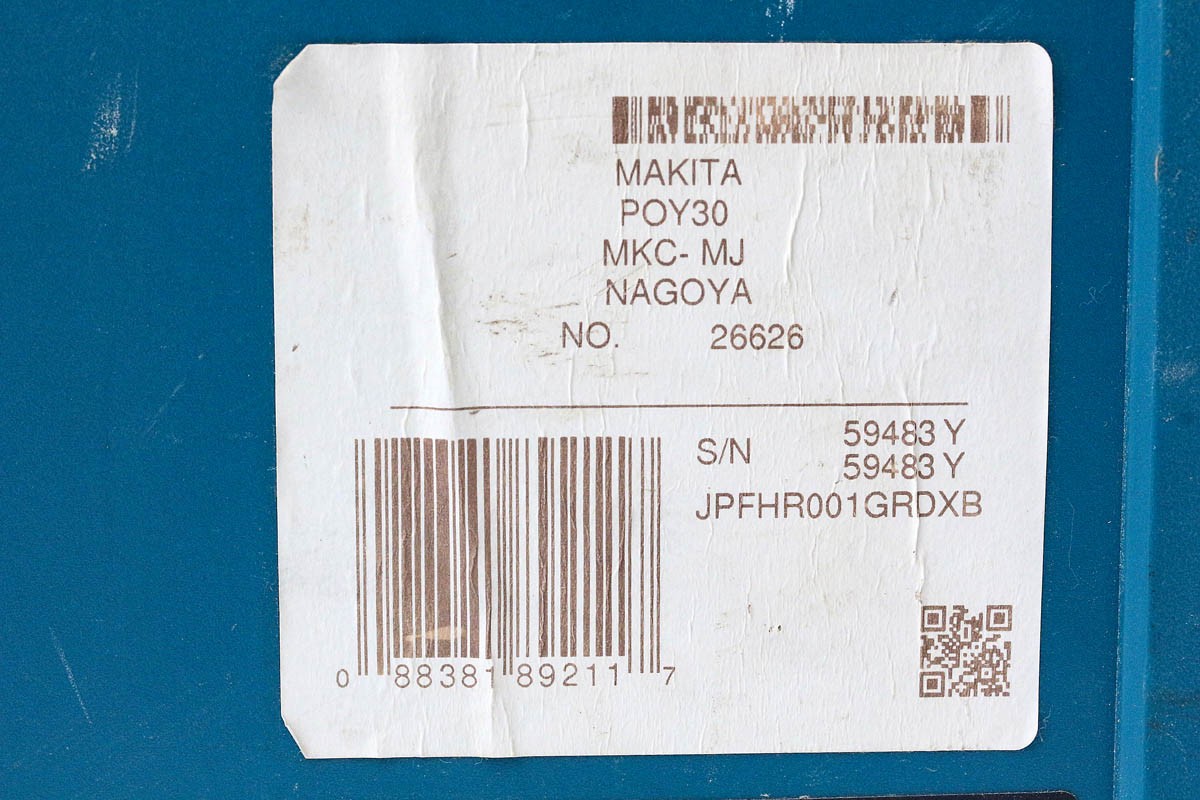 MAKITA
POY30
MKC- MJ
NAGOYA
NO. 26626
S/N 59483 Y
59483 Y
JPFHR001GRDXB
0 88381 89211 7